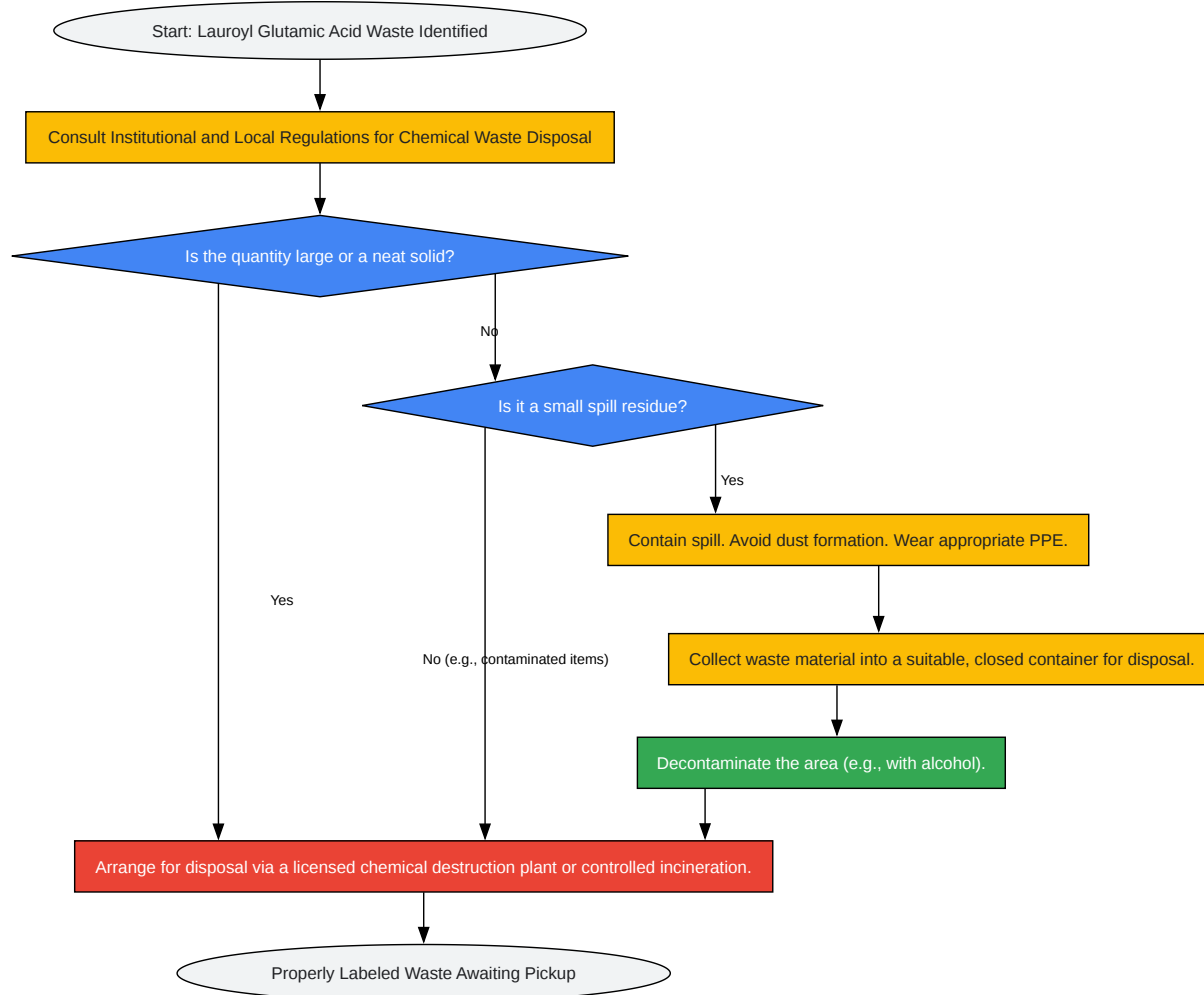 Start: Lauroyl Glutamic Acid Waste Identified
Consult Institutional and Local Regulations for Chemical Waste Disposal
Is the quantity large or a neat solid?
No
Is it a small spill residue?
Yes
Contain spill. Avoid dust formation. Wear appropriate PPE.
Yes
No (e.g., contaminated items)
Collect waste material into a suitable, closed container for disposal.
Decontaminate the area (e.g., with alcohol).
Arrange for disposal via a licensed chemical destruction plant or controlled incineration.
Properly Labeled Waste Awaiting Pickup